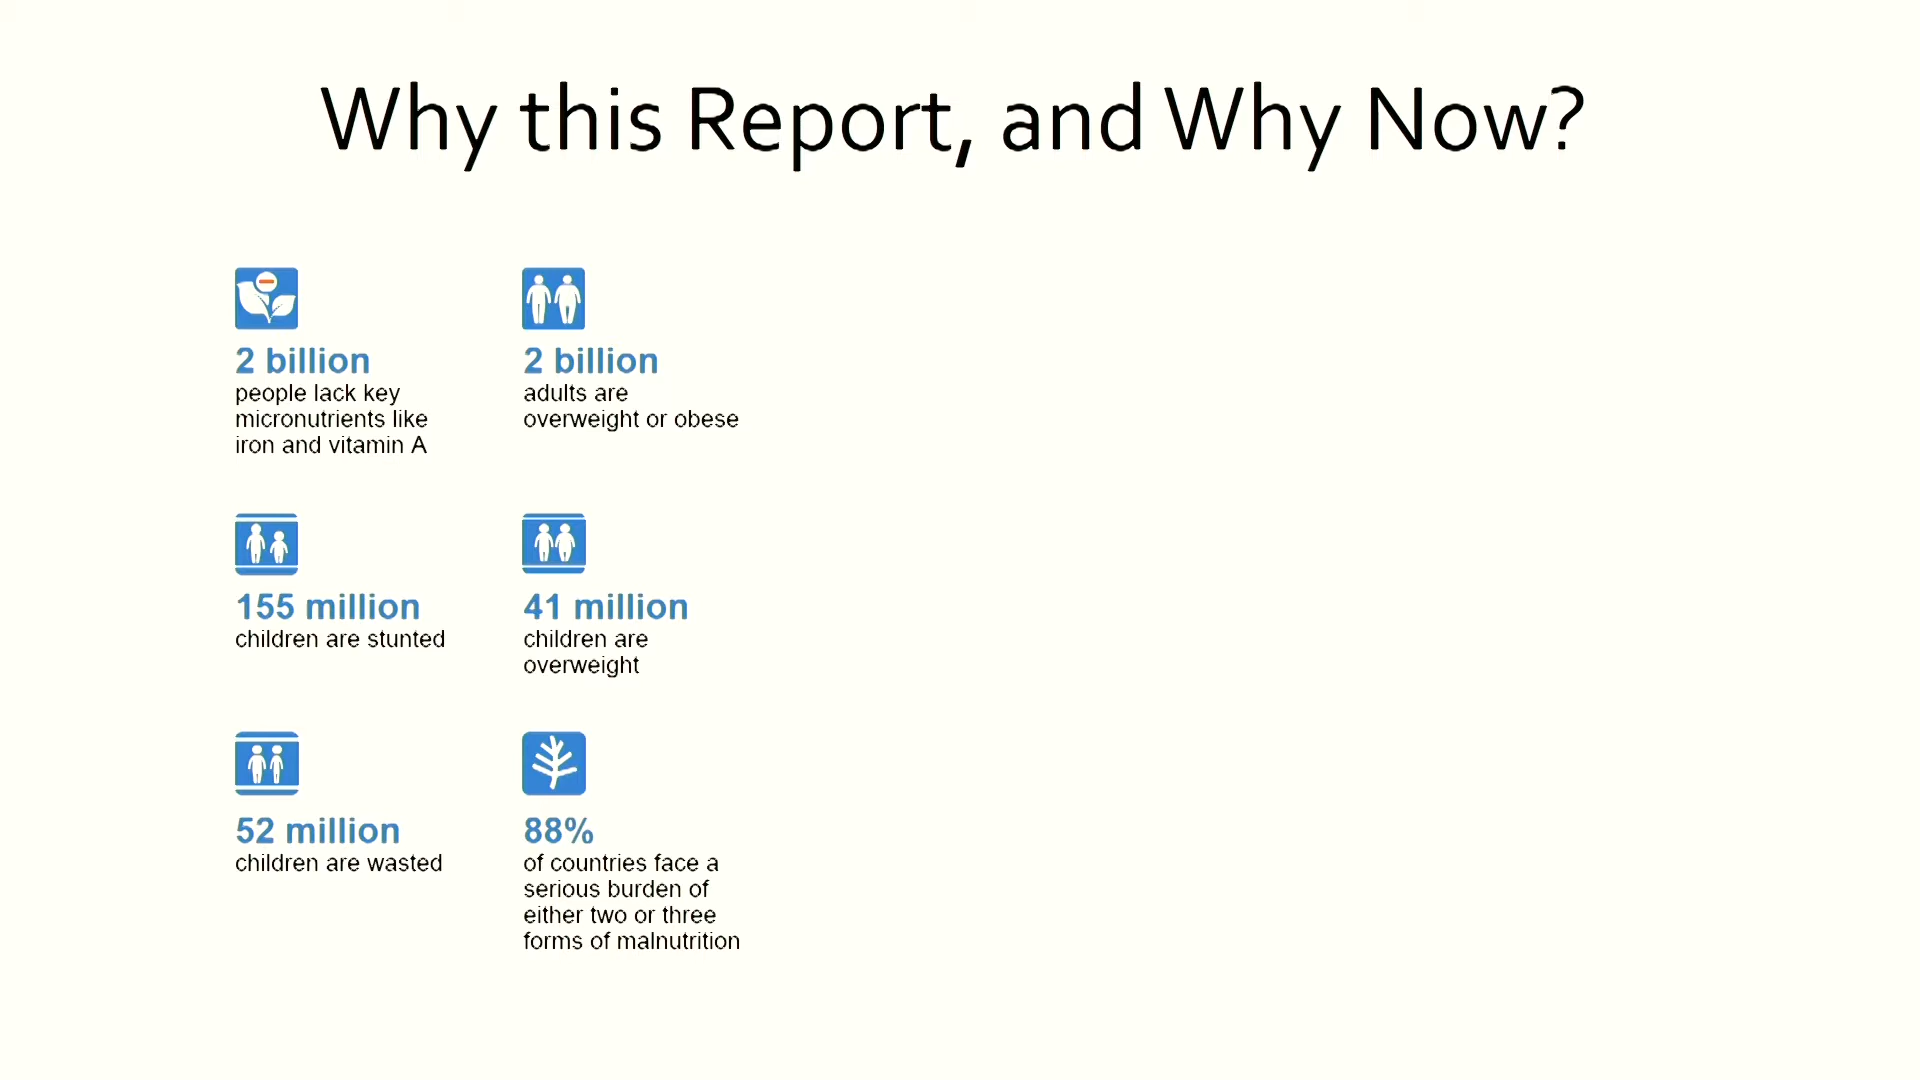 Why this Report, and Why Now?
2 billion
people lack key
micronutrients like
iron and vitamin A
2 billion
adults are
overweight or obese
155 million
children are stunted
41 million
children are
overweight
52 million
children are wasted
88%
of countries face a
serious burden of
either two or three
forms of malnutrition